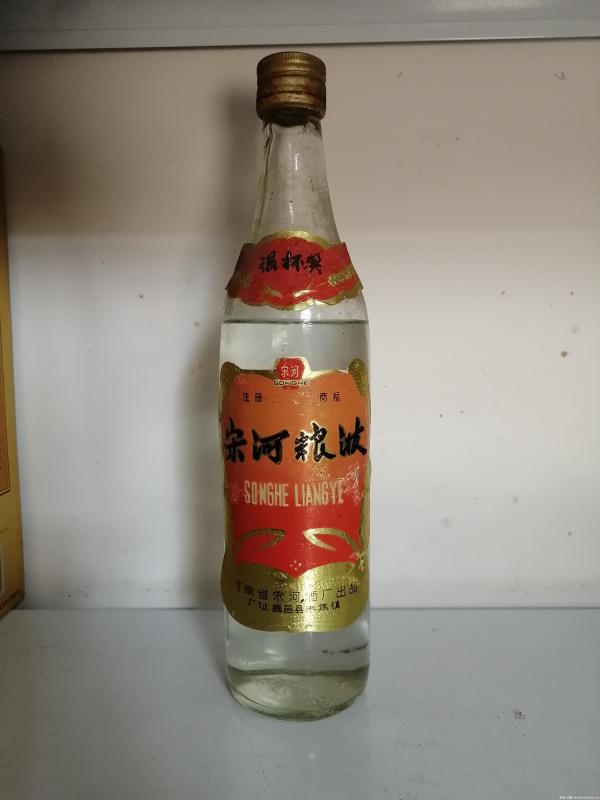 银杯奖
宋河
SONGHE
注册 商标
宋河粮液
SONGHE LIANGYE
河南省宋河酒厂出品
厂址鹿邑县枣集镇